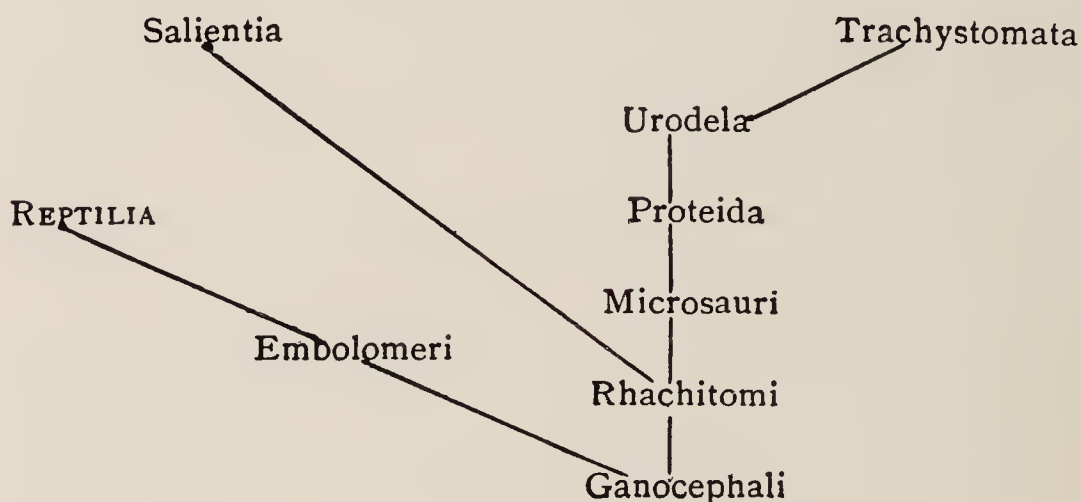 Salientia
Trachystomata
Urodela
REPTILIA
Proteida
Microsauri
Embolomeri
Rhachitomi
Ganocephali